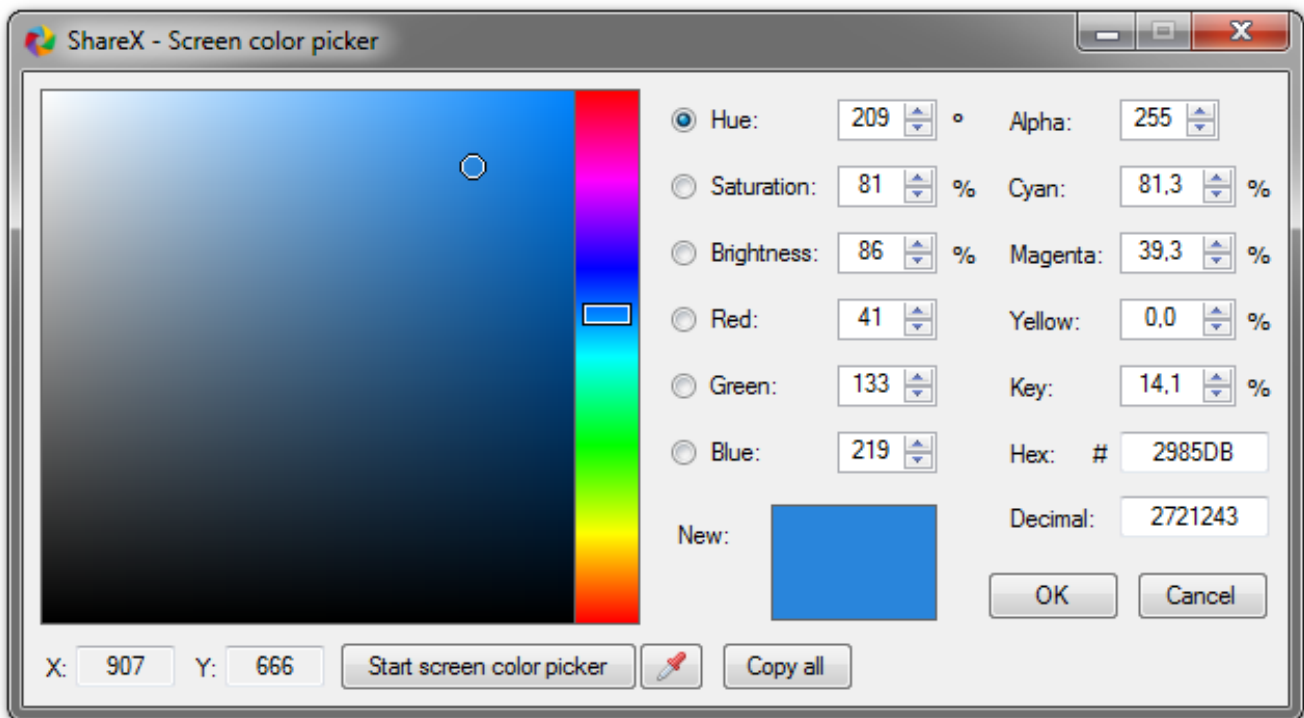 ShareX - Screen color picker
Hue: 209 ° Alpha: 255
Saturation: 81 % Cyan: 81,3 %
Brightness: 86 % Magenta: 39,3 %
Red: 41 Yellow: 0,0 %
Green: 133 Key: 14,1 %
Blue: 219 Hex: # 2985DB
New: Decimal: 2721243
OK Cancel
X: 907 Y: 666 Start screen color picker Copy all